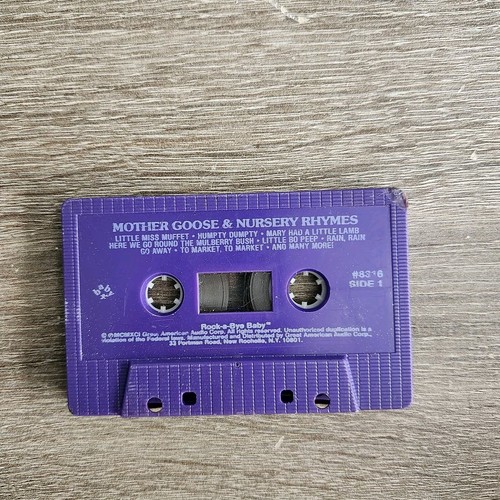 MOTHER GOOSE & NURSERY RHYMES
LITTLE MISS MUFFET • HUMPTY DUMPTY • MARY HAD A LITTLE LAMB
HERE WE GO ROUND THE MULBERRY BUSH • LITTLE BO PEEP • RAIN, RAIN
GO AWAY • TO MARKET, TO MARKET • AND MANY MORE!
#8316
SIDE 1
baby
Rock-a-Bye Baby™
© ℗ MCMXCI Great American Audio Corp. All rights reserved. Unauthorized duplication is a
violation of the Federal laws. Manufactured and Distributed by Great American Audio Corp.,
33 Portman Road, New Rochelle, N.Y. 10801.